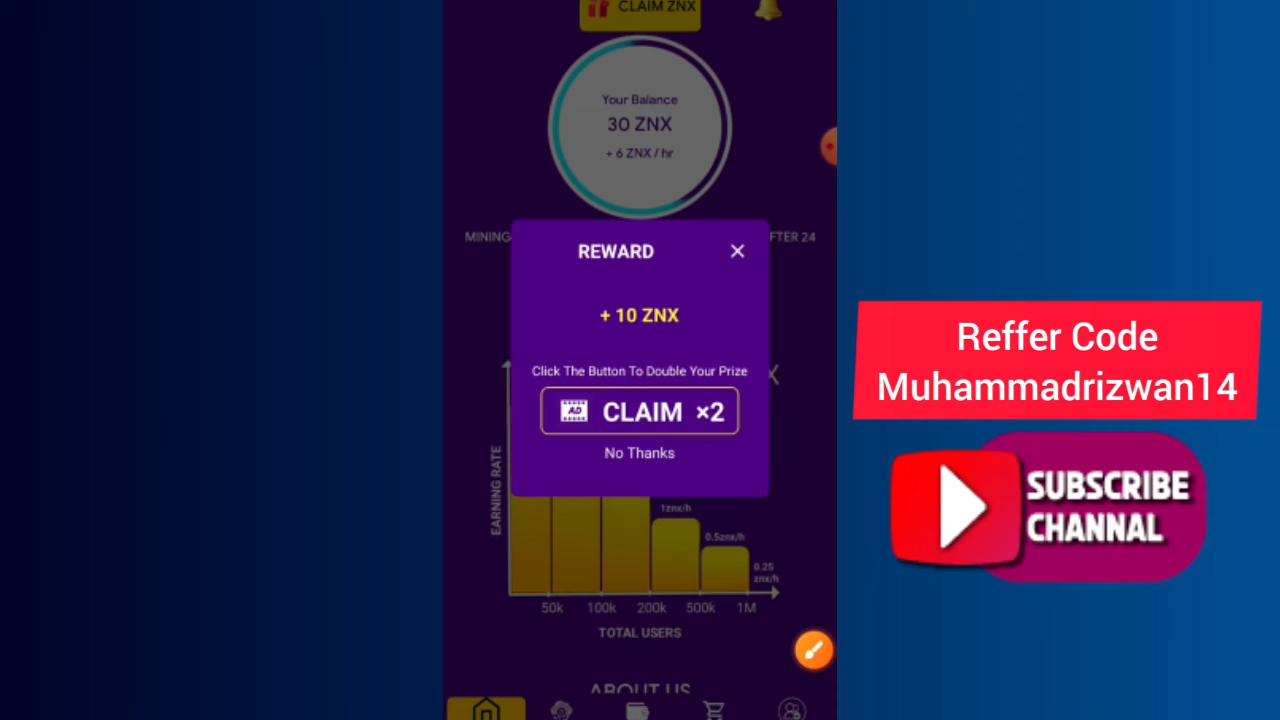 CLAIM ZNX
Your Balance
30 ZNX
+ 6 ZNX / hr
MINING
FTER 24
REWARD
+ 10 ZNX
Click The Button To Double Your Prize
X
AD CLAIM ×2
No Thanks
EARNING RATE
1znx/h
0.5znx/h
0.25
znx/h
50k 100k 200k 500k 1M
TOTAL USERS
ABOUT US
Reffer Code
Muhammadrizwan14
SUBSCRIBE
CHANNAL